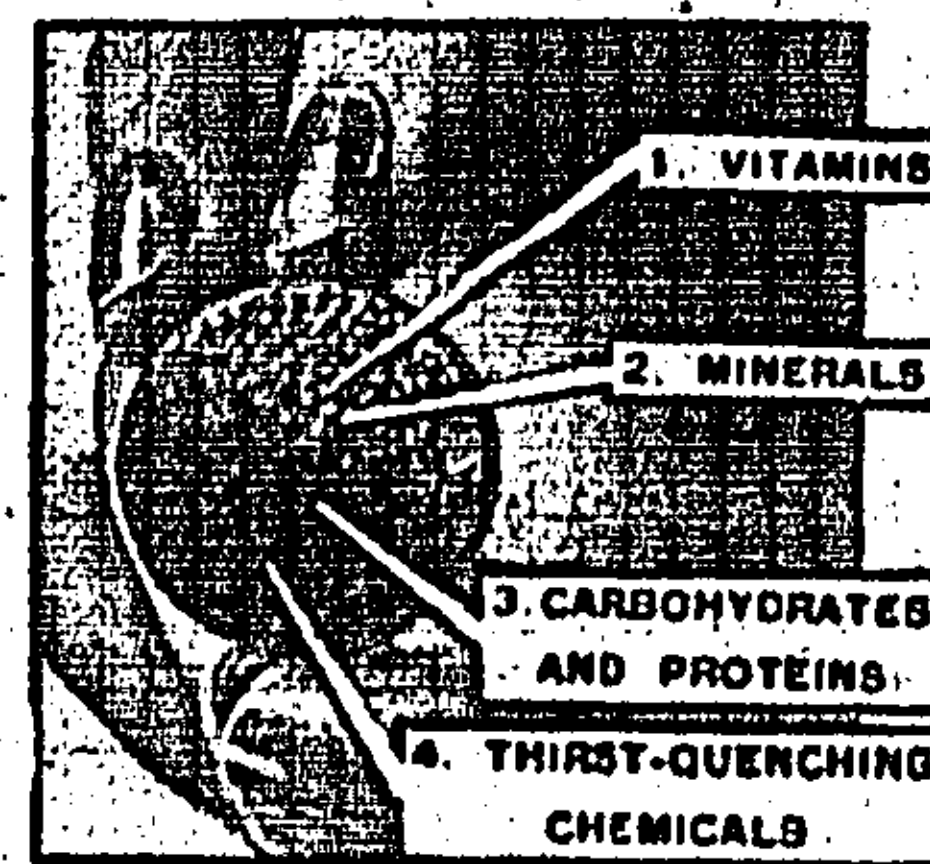 1. VITAMINS
2. MINERALS
3. CARBOHYDRATES
AND PROTEINS
4. THIRST-QUENCHING
CHEMICALS